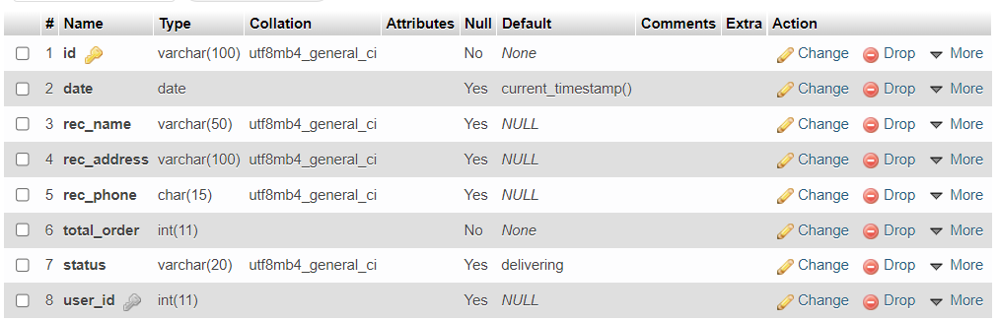 # Name Type Collation Attributes Null Default Comments Extra Action
1 id varchar(100) utf8mb4_general_ci No None Change Drop More
2 date date Yes current_timestamp() Change Drop More
3 rec_name varchar(50) utf8mb4_general_ci Yes NULL Change Drop More
4 rec_address varchar(100) utf8mb4_general_ci Yes NULL Change Drop More
5 rec_phone char(15) utf8mb4_general_ci Yes NULL Change Drop More
6 total_order int(11) No None Change Drop More
7 status varchar(20) utf8mb4_general_ci Yes delivering Change Drop More
8 user_id int(11) Yes NULL Change Drop More